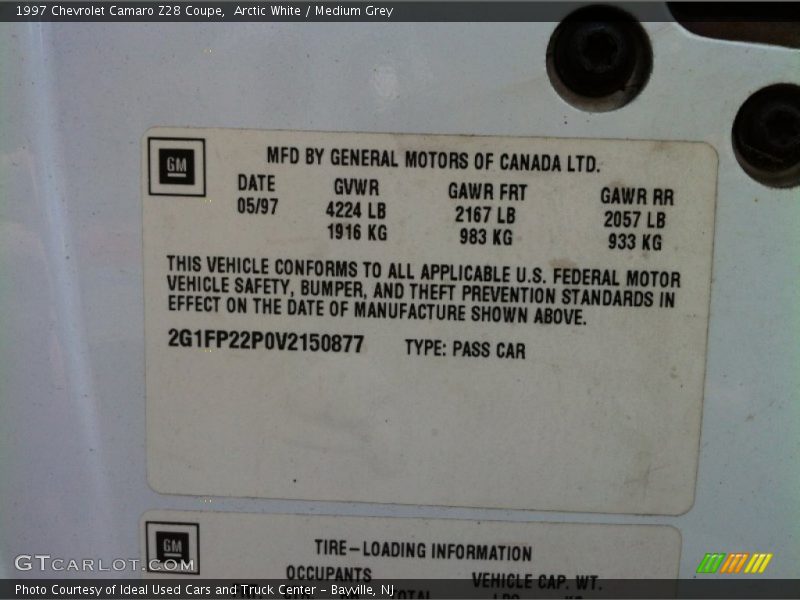 1997 Chevrolet Camaro Z28 Coupe, Arctic White / Medium Grey
GM
MFD BY GENERAL MOTORS OF CANADA LTD.
DATE GVWR GAWR FRT GAWR RR
05/97 4224 LB 2167 LB 2057 LB
1916 KG 983 KG 933 KG
THIS VEHICLE CONFORMS TO ALL APPLICABLE U.S. FEDERAL MOTOR
VEHICLE SAFETY, BUMPER, AND THEFT PREVENTION STANDARDS IN
EFFECT ON THE DATE OF MANUFACTURE SHOWN ABOVE.
2G1FP22P0V2150877 TYPE: PASS CAR
GM
TIRE-LOADING INFORMATION
OCCUPANTS VEHICLE CAP. WT.
GTCARLOT.COM
Photo Courtesy of Ideal Used Cars and Truck Center - Bayville, NJ